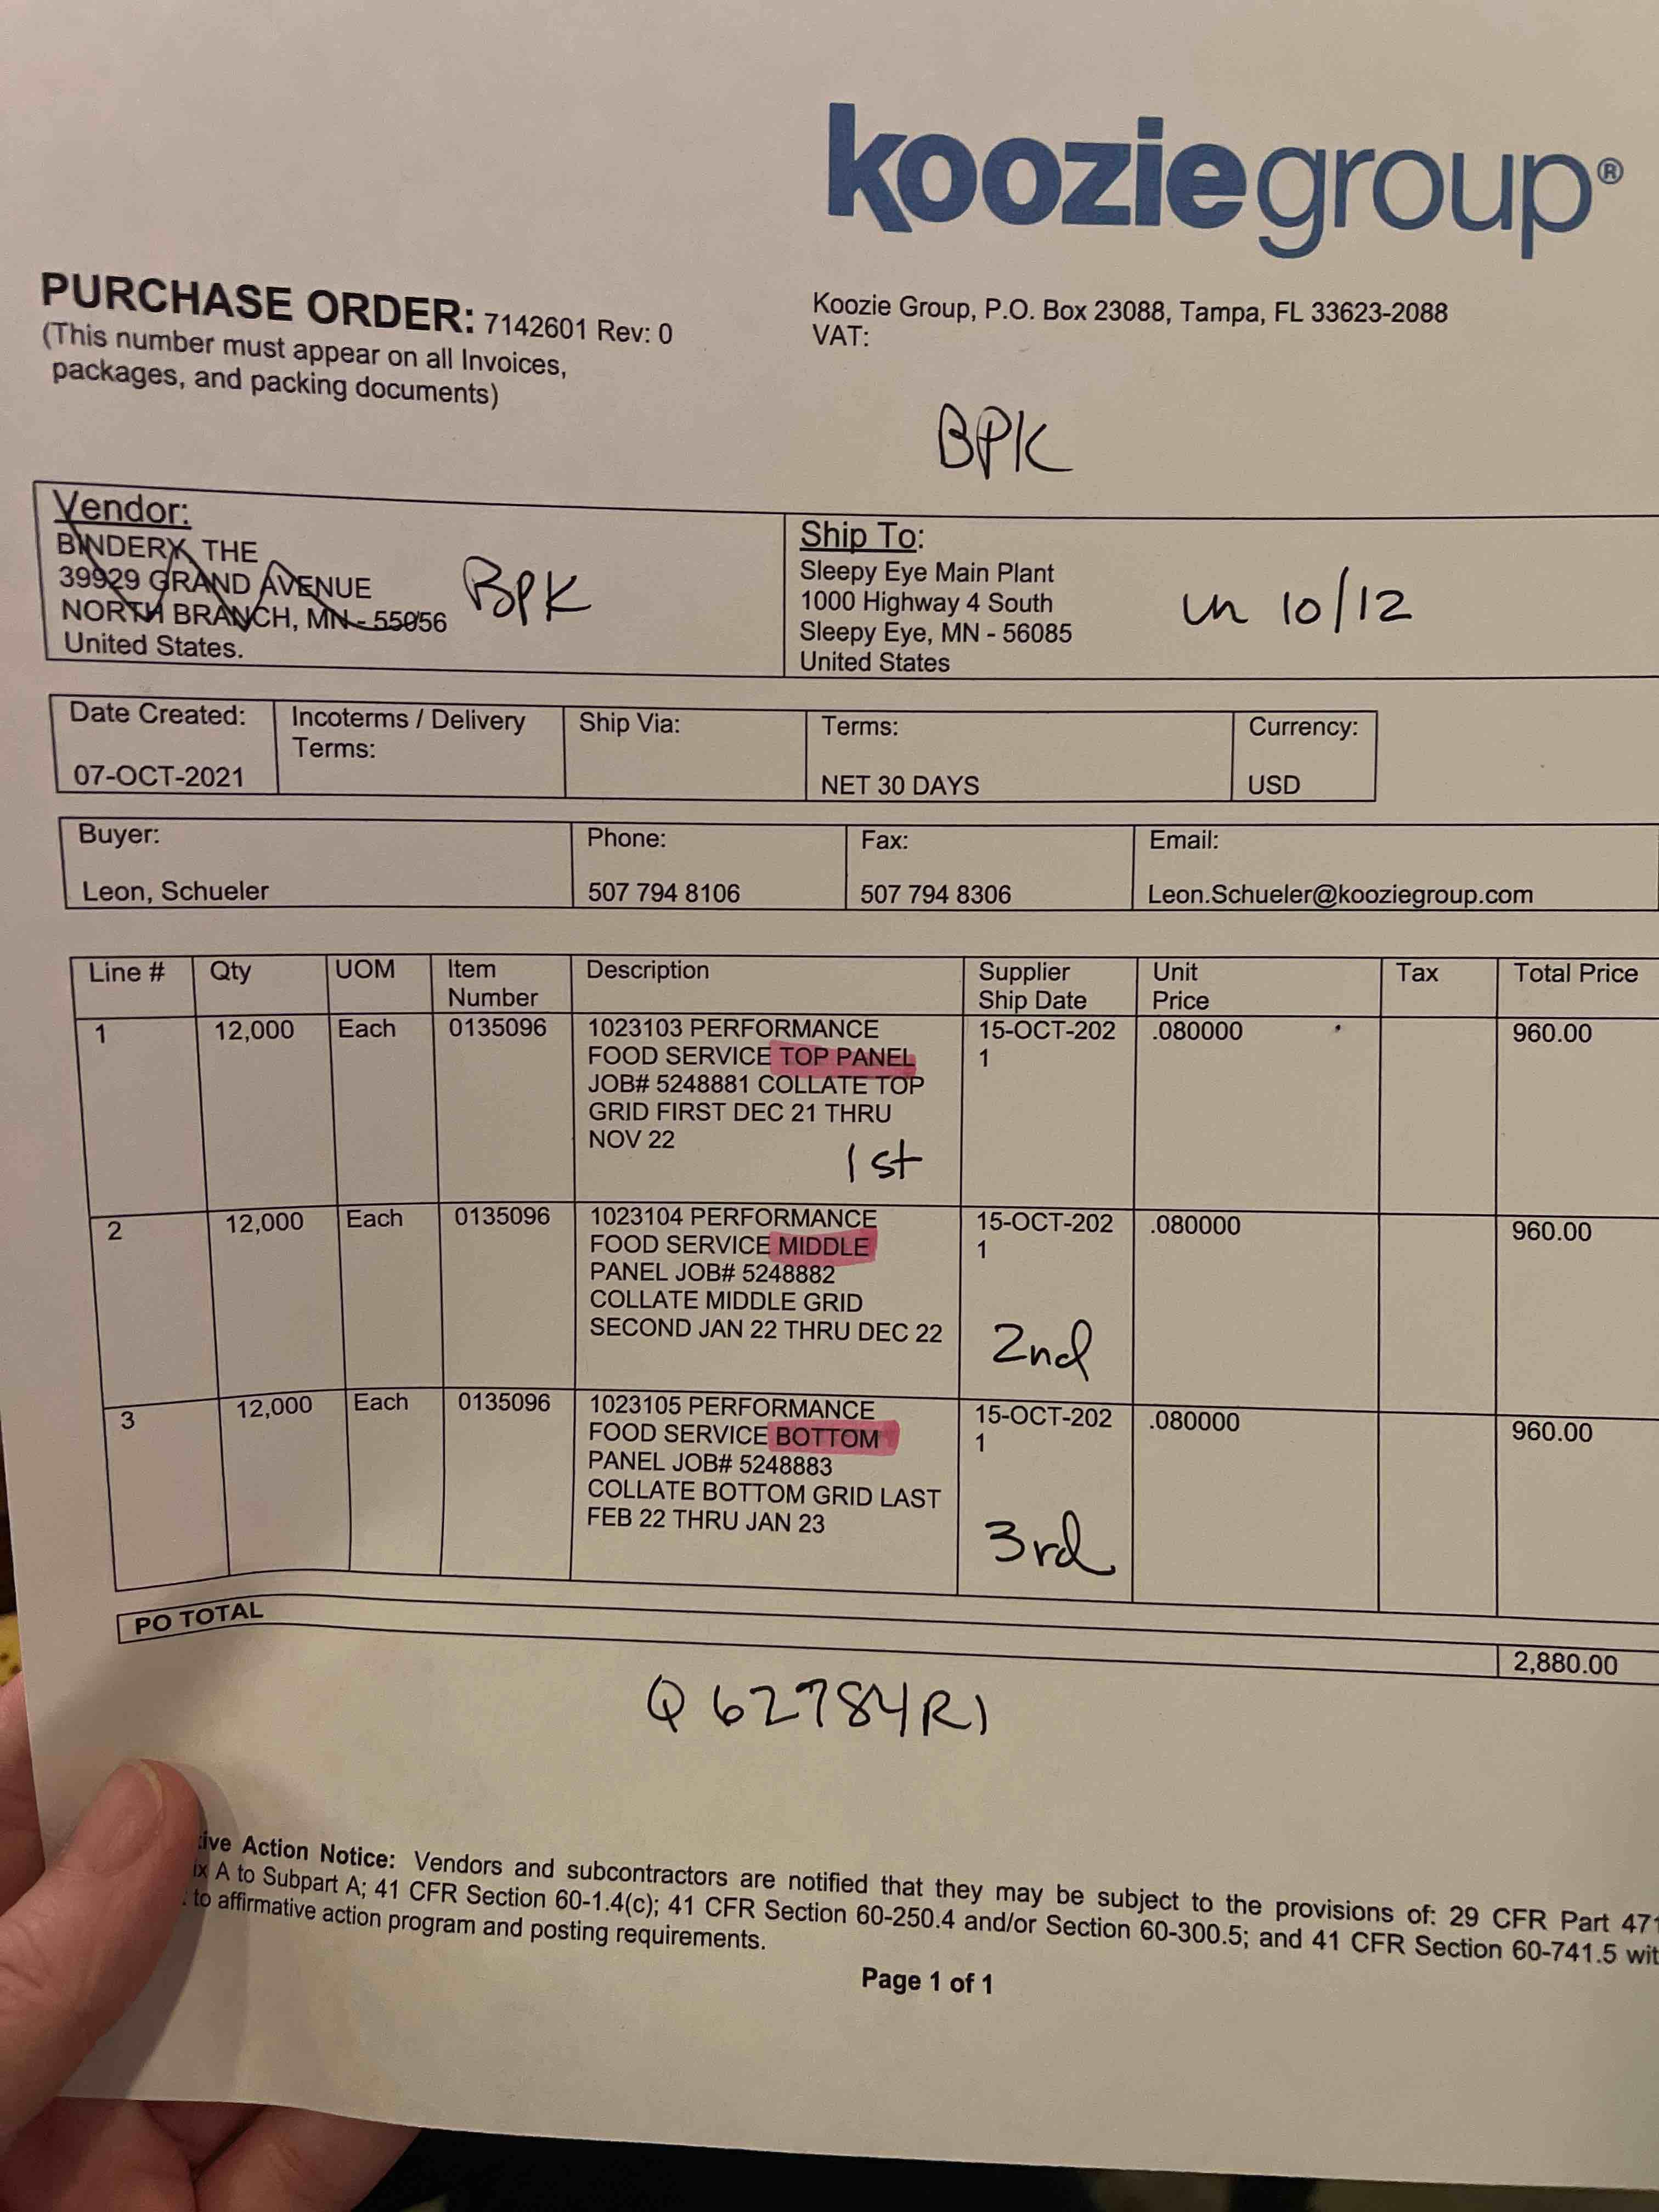 kooziegroup®
PURCHASE ORDER: 7142601 Rev: 0
(This number must appear on all Invoices,
packages, and packing documents)
Koozie Group, P.O. Box 23088, Tampa, FL 33623-2088
VAT:
BPK
Vendor:
BINDERY, THE
39929 GRAND AVENUE
NORTH BRANCH, MN - 55056
United States.
BPK
Ship To:
Sleepy Eye Main Plant
1000 Highway 4 South
Sleepy Eye, MN - 56085
United States
10/12
Date Created:
07-OCT-2021
Incoterms / Delivery
Terms:
Ship Via:
Terms:
NET 30 DAYS
Currency:
USD
Buyer:
Leon, Schueler
Phone:
507 794 8106
Fax:
507 794 8306
Email:
Leon.Schueler@kooziegroup.com
Line # Qty UOM Item Number Description Supplier Ship Date Unit Price Tax Total Price
1 12,000 Each 0135096 1023103 PERFORMANCE 15-OCT-202 .080000 960.00
FOOD SERVICE TOP PANEL 1
JOB# 5248881 COLLATE TOP
GRID FIRST DEC 21 THRU
NOV 22
1st
2 12,000 Each 0135096 1023104 PERFORMANCE 15-OCT-202 .080000 960.00
FOOD SERVICE MIDDLE 1
PANEL JOB# 5248882
COLLATE MIDDLE GRID
SECOND JAN 22 THRU DEC 22
2nd
3 12,000 Each 0135096 1023105 PERFORMANCE 15-OCT-202 .080000 960.00
FOOD SERVICE BOTTOM 1
PANEL JOB# 5248883
COLLATE BOTTOM GRID LAST
FEB 22 THRU JAN 23
3rd
PO TOTAL
2,880.00
Q62784R1
ive Action Notice: Vendors and subcontractors are notified that they may be subject to the provisions of: 29 CFR Part 471
ix A to Subpart A; 41 CFR Section 60-1.4(c); 41 CFR Section 60-250.4 and/or Section 60-300.5; and 41 CFR Section 60-741.5 wit
to affirmative action program and posting requirements.
Page 1 of 1